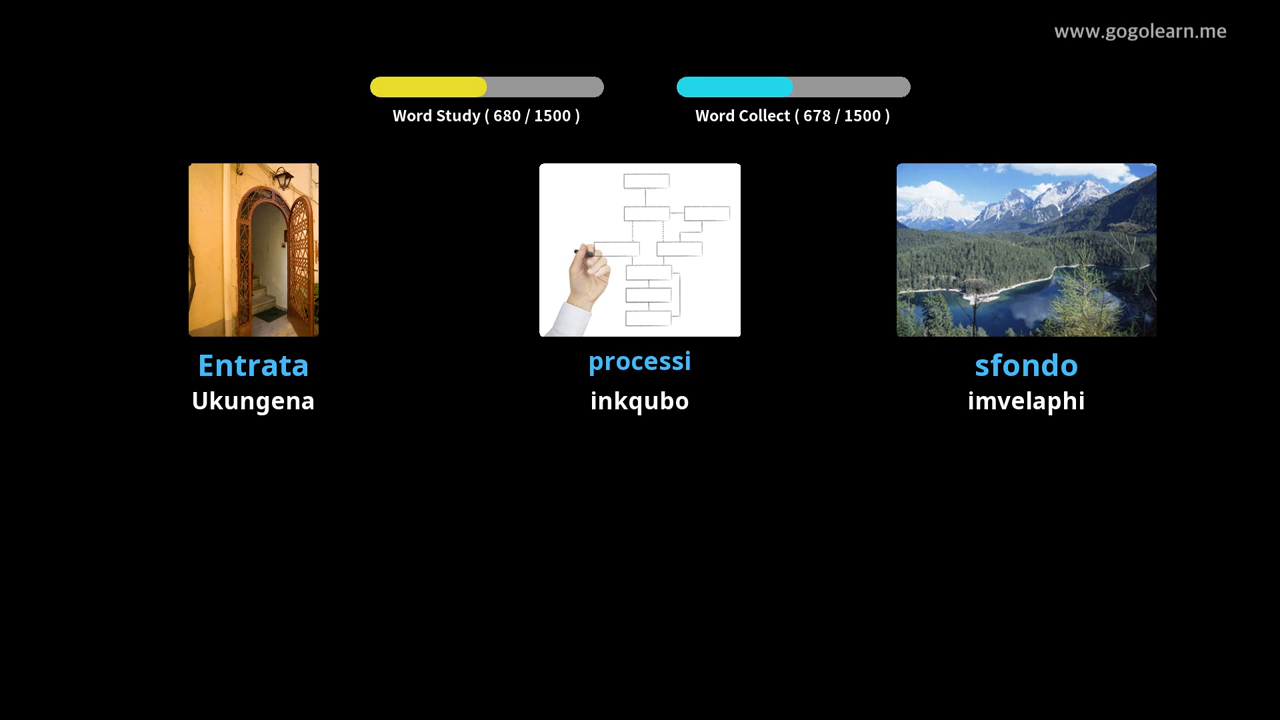 www.gogolearn.me
Word Study ( 680 / 1500 )
Word Collect ( 678 / 1500 )
Entrata
Ukungena
processi
inkqubo
sfondo
imvelaphi